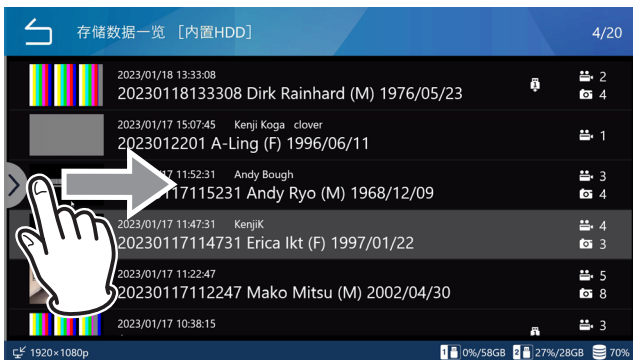 存储数据一览 ［内置HDD］ 4/20
2023/01/18 13:33:08
20230118133308 Dirk Rainhard (M) 1976/05/23
2
4
2023/01/17 15:07:45 Kenji Koga clover
2023012201 A-Ling (F) 1996/06/11
1
17 11:52:31 Andy Bough
17115231 Andy Ryo (M) 1968/12/09
3
4
2023/01/17 11:47:31 KenjiK
20230117114731 Erica Ikt (F) 1997/01/22
4
3
2023/01/17 11:22:47
20230117112247 Mako Mitsu (M) 2002/04/30
5
8
2023/01/17 10:38:15
3
1920×1080p 1 0%/58GB 2 27%/28GB 70%